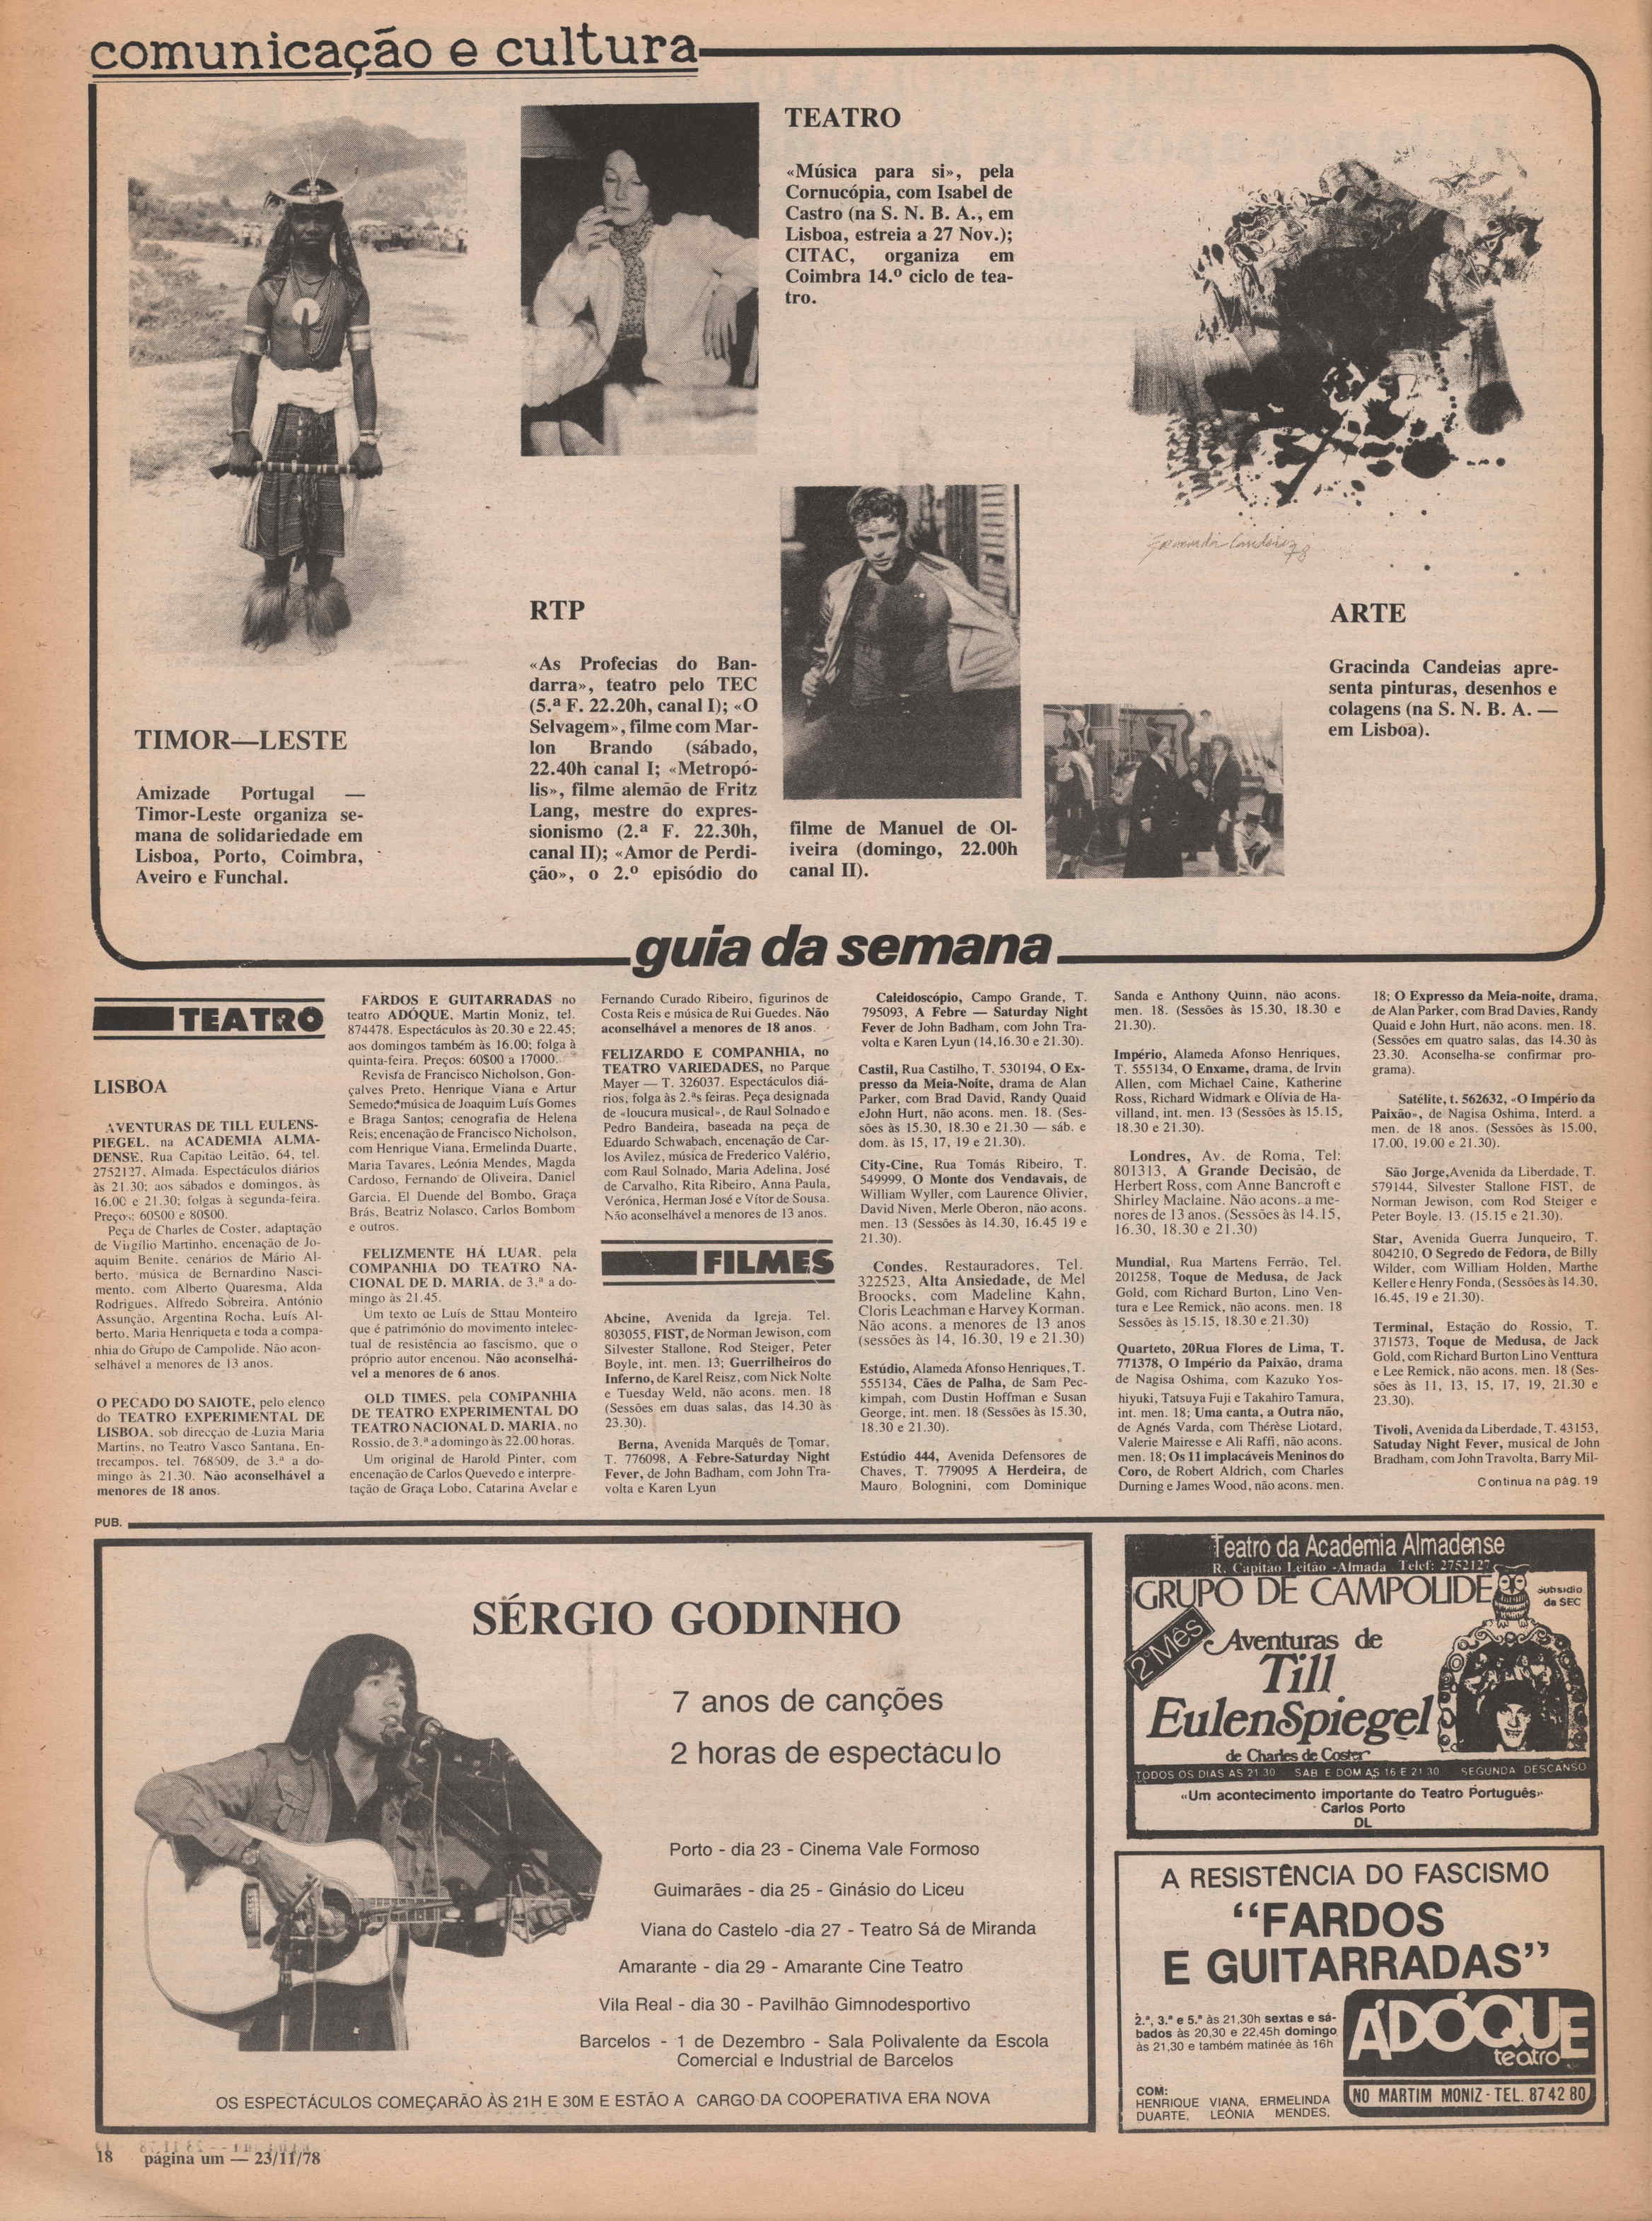 comunicação e cultura
TEATRO
«Música para si», pela
Cornucópia, com Isabel de
Castro (na S. N. B. A., em
Lisboa, estreia a 27 Nov.);
CITAC, organiza em
Coimbra 14.º ciclo de tea-
tro.
TIMOR—LESTE
Amizade Portugal —
Timor-Leste organiza se-
mana de solidariedade em
Lisboa, Porto, Coimbra,
Aveiro e Funchal.
RTP
«As Profecias do Ban-
darra», teatro pelo TEC
(5.ª F. 22.20h, canal I); «O
Selvagem», filme com Mar-
lon Brando (sábado,
22.40h canal I; «Metropó-
lis», filme alemão de Fritz
Lang, mestre do expres-
sionismo (2.ª F. 22.30h,
canal II); «Amor de Perdi-
ção», o 2.º episódio do
filme de Manuel de Ol-
iveira (domingo, 22.00h
canal II).
ARTE
Gracinda Candeias apre-
senta pinturas, desenhos e
colagens (na S. N. B. A. —
em Lisboa).
guia da semana
TEATRO
LISBOA
AVENTURAS DE TILL EULENS-
PIEGEL, na ACADEMIA ALMA-
DENSE, Rua Capitão Leitão, 64, tel.
2752127, Almada. Espectáculos diários
às 21.30; aos sábados e domingos, às
16.00 e 21.30; folgas à segunda-feira.
Preços: 60$00 e 80$00.
Peça de Charles de Coster, adaptação
de Virgílio Martinho, encenação de Jo-
aquim Benite, cenários de Mário Al-
berto, música de Bernardino Nasci-
mento, com Alberto Quaresma, Alda
Rodrigues, Alfredo Sobreira, António
Assunção, Argentina Rocha, Luís Al-
berto, Maria Henriqueta e toda a compa-
nhia do Grupo de Campolide. Não acon-
selhável a menores de 13 anos.
O PECADO DO SAIOTE, pelo elenco
do TEATRO EXPERIMENTAL DE
LISBOA, sob direcção de Luzia Maria
Martins, no Teatro Vasco Santana, En-
trecampos, tel. 768609, de 3.ª a do-
mingo às 21.30. Não aconselhável a
menores de 18 anos.
FARDOS E GUITARRADAS no
teatro ADÓQUE, Martin Moniz, tel.
874478. Espectáculos às 20.30 e 22.45;
aos domingos também às 16.00; folga à
quinta-feira. Preços: 60$00 a 17000.
Revista de Francisco Nicholson, Gon-
çalves Preto, Henrique Viana e Artur
Semedo; música de Joaquim Luís Gomes
e Braga Santos; cenografia de Helena
Reis; encenação de Francisco Nicholson,
com Henrique Viana, Ermelinda Duarte,
Maria Tavares, Leónia Mendes, Magda
Cardoso, Fernando de Oliveira, Daniel
Garcia, El Duende del Bombo, Graça
Brás, Beatriz Nolasco, Carlos Bombom
e outros.
FELIZMENTE HÁ LUAR, pela
COMPANHIA DO TEATRO NA-
CIONAL DE D. MARIA, de 3.ª a do-
mingo às 21.45.
Um texto de Luís de Sttau Monteiro
que é património do movimento intelec-
tual de resistência ao fascismo, que o
próprio autor encenou. Não aconselhá-
vel a menores de 6 anos.
OLD TIMES, pela COMPANHIA
DE TEATRO EXPERIMENTAL DO
TEATRO NACIONAL D. MARIA, no
Rossio, de 3.ª a domingo às 22.00 horas.
Um original de Harold Pinter, com
encenação de Carlos Quevedo e interpre-
tação de Graça Lobo, Catarina Avelar e
Fernando Curado Ribeiro, figurinos de
Costa Reis e música de Rui Guedes. Não
aconselhável a menores de 18 anos.
FELIZARDO E COMPANHIA, no
TEATRO VARIEDADES, no Parque
Mayer — T. 326037. Espectáculos diá-
rios, folga às 2.ªs feiras. Peça designada
de «loucura musical», de Raul Solnado e
Pedro Bandeira, baseada na peça de
Eduardo Schwabach, encenação de Car-
los Avilez, música de Frederico Valério,
com Raul Solnado, Maria Adelina, José
de Carvalho, Rita Ribeiro, Anna Paula,
Verónica, Herman José e Vítor de Sousa.
Não aconselhável a menores de 13 anos.
FILMES
Abcine, Avenida da Igreja. Tel.
803055, FIST, de Norman Jewison, com
Silvester Stallone, Rod Steiger, Peter
Boyle, int. men. 13; Guerrilheiros do
Inferno, de Karel Reisz, com Nick Nolte
e Tuesday Weld, não acons. men. 18
(Sessões em duas salas, das 14.30 às
23.30).
Berna, Avenida Marquês de Tomar,
T. 776098, A Febre-Saturday Night
Fever, de John Badham, com John Tra-
volta e Karen Lyun
Caleidoscópio, Campo Grande, T.
795093, A Febre — Saturday Night
Fever de John Badham, com John Tra-
volta e Karen Lyun (14,16.30 e 21.30).
Castil, Rua Castilho, T. 530194, O Ex-
presso da Meia-Noite, drama de Alan
Parker, com Brad David, Randy Quaid
eJohn Hurt, não acons. men. 18. (Ses-
sões às 15.30, 18.30 e 21.30 — sáb. e
dom. às 15, 17, 19 e 21.30).
City-Cine, Rua Tomás Ribeiro, T.
549999, O Monte dos Vendavais, de
William Wyller, com Laurence Olivier,
David Niven, Merle Oberon, não acons.
men. 13 (Sessões às 14.30, 16.45 19 e
21.30).
Condes, Restauradores, Tel.
322523, Alta Ansiedade, de Mel
Broocks, com Madeline Kahn,
Cloris Leachman e Harvey Korman.
Não acons. a menores de 13 anos
(sessões às 14, 16.30, 19 e 21.30)
Estúdio, Alameda Afonso Henriques, T.
555134, Cães de Palha, de Sam Pec-
kimpah, com Dustin Hoffman e Susan
George, int. men. 18 (Sessões às 15.30,
18.30 e 21.30).
Estúdio 444, Avenida Defensores de
Chaves, T. 779095 A Herdeira, de
Mauro Bolognini, com Dominique
Sanda e Anthony Quinn, não acons.
men. 18. (Sessões às 15.30, 18.30 e
21.30).
Império, Alameda Afonso Henriques,
T. 555134, O Enxame, drama, de Irvin
Allen, com Michael Caine, Katherine
Ross, Richard Widmark e Olívia de Ha-
villand, int. men. 13 (Sessões às 15.15,
18.30 e 21.30).
Londres, Av. de Roma, Tel:
801313, A Grande Decisão, de
Herbert Ross, com Anne Bancroft e
Shirley Maclaine. Não acons. a me-
nores de 13 anos. (Sessões às 14.15,
16.30, 18.30 e 21.30)
Mundial, Rua Martens Ferrão, Tel.
201258, Toque de Medusa, de Jack
Gold, com Richard Burton, Lino Ven-
tura e Lee Remick, não acons. men. 18
Sessões às 15.15, 18.30 e 21.30)
Quarteto, 20Rua Flores de Lima, T.
771378, O Império da Paixão, drama
de Nagisa Oshima, com Kazuko Yos-
hiyuki, Tatsuya Fuji e Takahiro Tamura,
int. men. 18; Uma canta, a Outra não,
de Agnés Varda, com Thérèse Liotard,
Valerie Mairesse e Ali Raffi, não acons.
men. 18; Os 11 implacáveis Meninos do
Coro, de Robert Aldrich, com Charles
Durning e James Wood, não acons. men.
18; O Expresso da Meia-noite, drama,
de Alan Parker, com Brad Davies, Randy
Quaid e John Hurt, não acons. men. 18.
(Sessões em quatro salas, das 14.30 às
23.30. Aconselha-se confirmar pro-
grama).
Satélite, t. 562632, «O Império da
Paixão», de Nagisa Oshima, Interd. a
men. de 18 anos. (Sessões às 15.00,
17.00, 19.00 e 21.30).
São Jorge,Avenida da Liberdade, T.
579144, Silvester Stallone FIST, de
Norman Jewison, com Rod Steiger e
Peter Boyle. 13. (15.15 e 21.30).
Star, Avenida Guerra Junqueiro, T.
804210, O Segredo de Fedora, de Billy
Wilder, com William Holden, Marthe
Keller e Henry Fonda, (Sessões às 14.30,
16.45, 19 e 21.30).
Terminal, Estação do Rossio, T.
371573, Toque de Medusa, de Jack
Gold, com Richard Burton Lino Venttura
e Lee Remick, não acons. men. 18 (Ses-
sões às 11, 13, 15, 17, 19, 21.30 e
23.30).
Tivoli, Avenida da Liberdade, T. 43153,
Satuday Night Fever, musical de John
Bradham, com John Travolta, Barry Mil-
Continua na pág. 19
PUB.
SÉRGIO GODINHO
7 anos de canções
2 horas de espectáculo
Porto - dia 23 - Cinema Vale Formoso
Guimarães - dia 25 - Ginásio do Liceu
Viana do Castelo -dia 27 - Teatro Sá de Miranda
Amarante - dia 29 - Amarante Cine Teatro
Vila Real - dia 30 - Pavilhão Gimnodesportivo
Barcelos - 1 de Dezembro - Sala Polivalente da Escola
Comercial e Industrial de Barcelos
OS ESPECTÁCULOS COMEÇARÃO ÀS 21H E 30M E ESTÃO A CARGO DA COOPERATIVA ERA NOVA
Teatro da Academia Almadense
R. Capitão Leitão -Almada Telef: 2752127
GRUPO DE CAMPOLIDE
subsidio
da SEC
2º Mês
Aventuras de
Till
EulenSpiegel
de Charles de Coster
TODOS OS DIAS AS 21 30 SAB E DOM AS 16 E 21 30 SEGUNDA DESCANSO
«Um acontecimento importante do Teatro Português»
Carlos Porto
DL
A RESISTÊNCIA DO FASCISMO
“FARDOS
E GUITARRADAS”
2.ª, 3.ª e 5.ª às 21,30h sextas e sá-
bados às 20,30 e 22,45h domingo
às 21,30 e também matinée às 16h
COM:
HENRIQUE VIANA, ERMELINDA
DUARTE, LEÓNIA MENDES,
ÁDÓQUE
teatro
NO MARTIM MONIZ - TEL. 87 42 80
18 página um — 23/11/78